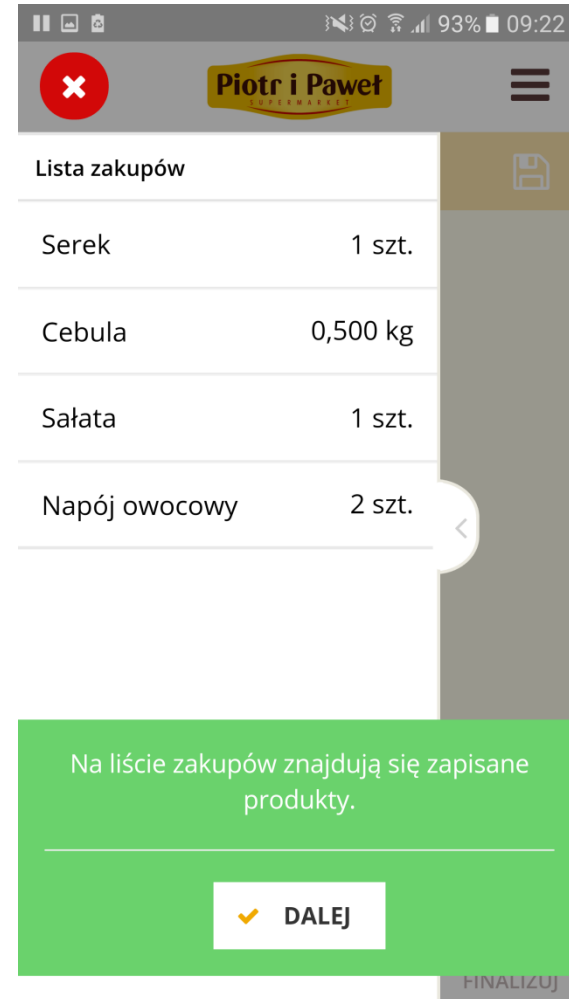 93% 09:22
Piotr i Paweł
SUPERMARKET
Lista zakupów
Serek 1 szt.
Cebula 0,500 kg
Sałata 1 szt.
Napój owocowy 2 szt.
Na liście zakupów znajdują się zapisane
produkty.
DALEJ
FINALIZUJ